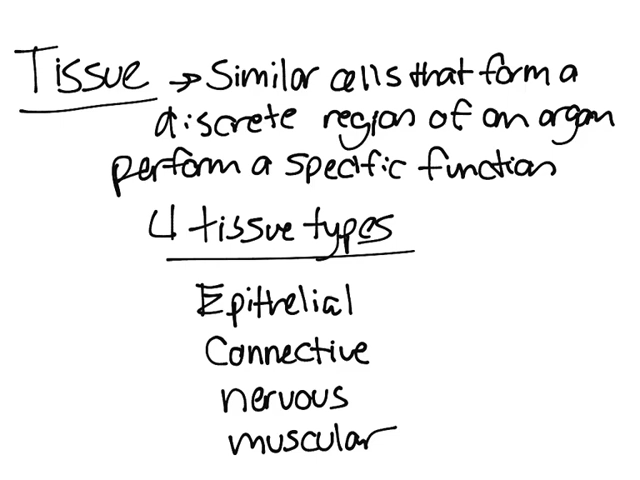 Tissue → Similar cells that form a
discrete region of an organ
perform a specific function
4 tissue types
Epithelial
Connective
nervous
muscular